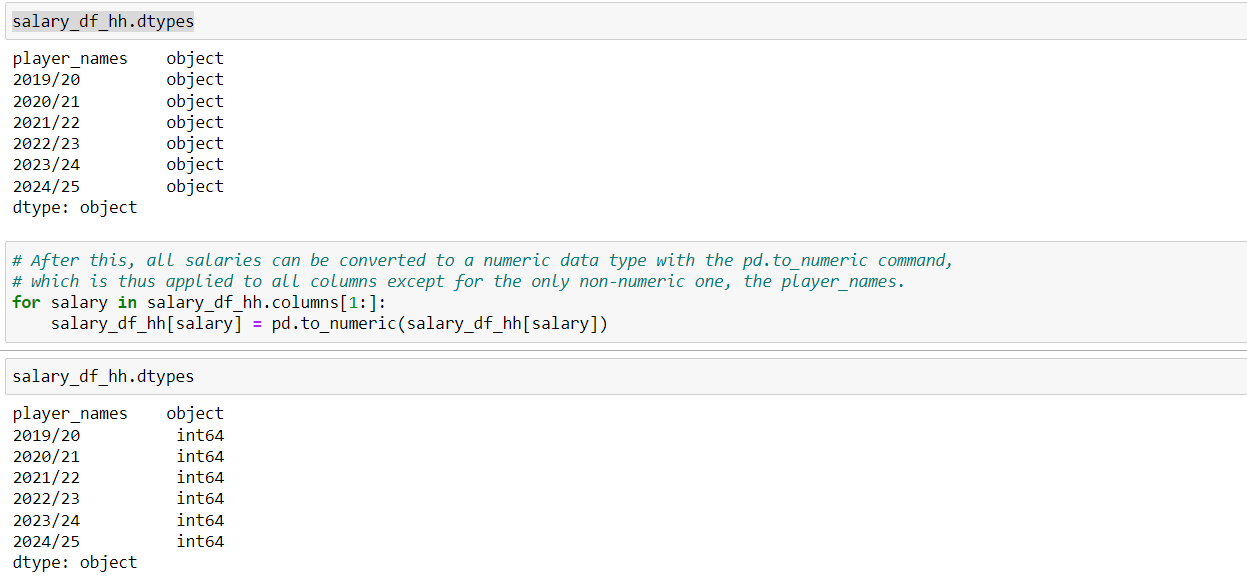 salary_df_hh.dtypes
player_names    object
2019/20         object
2020/21         object
2021/22         object
2022/23         object
2023/24         object
2024/25         object
dtype: object
# After this, all salaries can be converted to a numeric data type with the pd.to_numeric command,
# which is thus applied to all columns except for the only non-numeric one, the player_names.
for salary in salary_df_hh.columns[1:]:
    salary_df_hh[salary] = pd.to_numeric(salary_df_hh[salary])
salary_df_hh.dtypes
player_names    object
2019/20          int64
2020/21          int64
2021/22          int64
2022/23          int64
2023/24          int64
2024/25          int64
dtype: object